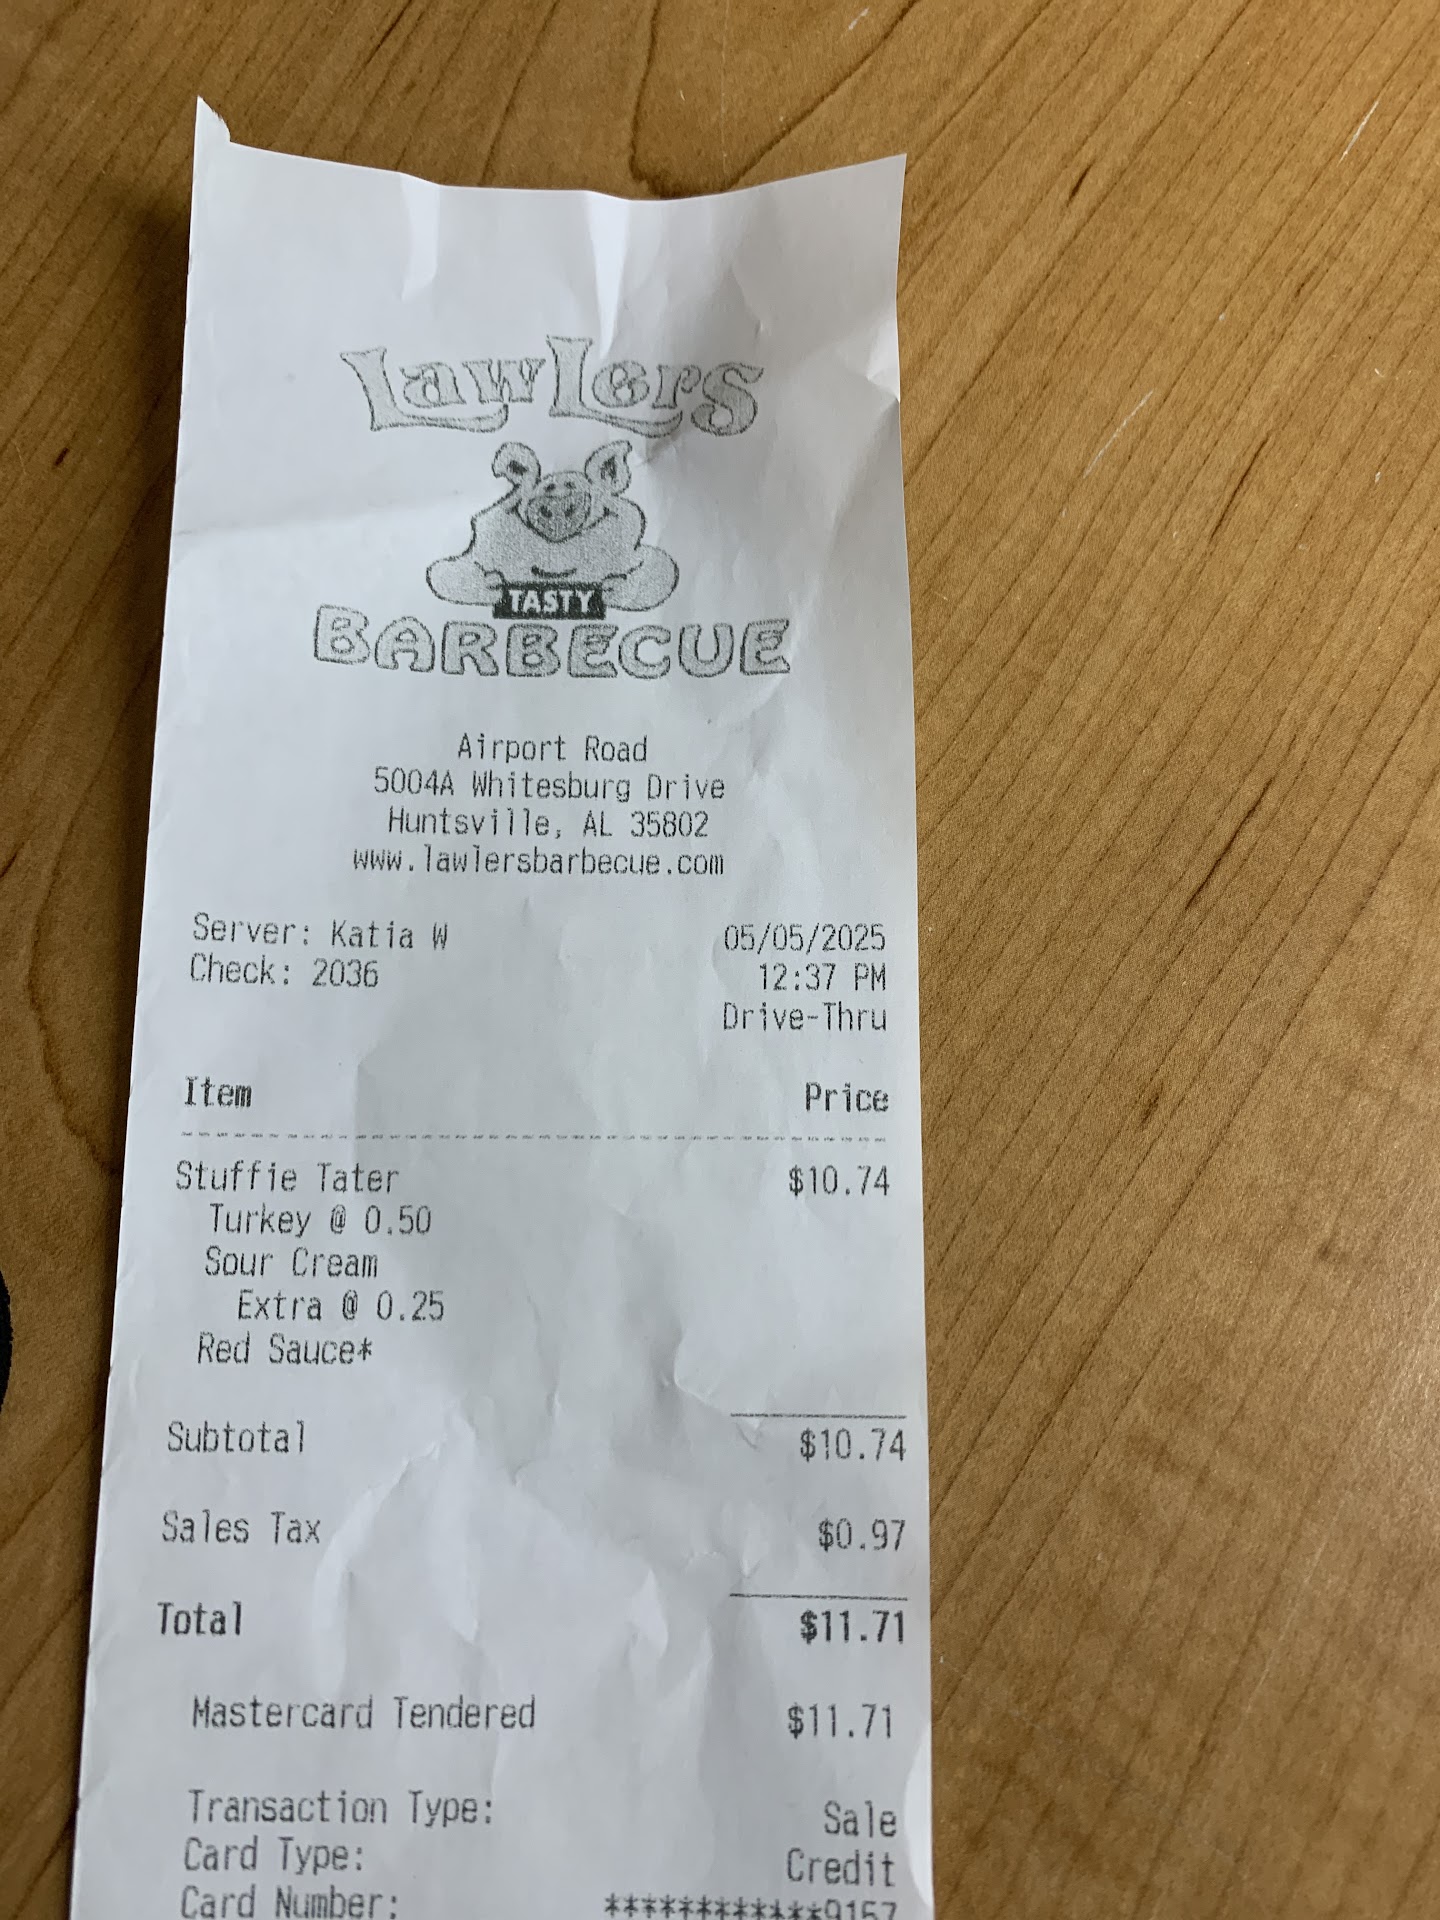 LawLers
TASTY
BARBECUE
Airport Road
5004A Whitesburg Drive
Huntsville, AL 35802
www.lawlersbarbecue.com
Server: Katia W 05/05/2025
Check: 2036 12:37 PM
Drive-Thru
Item Price
Stuffie Tater $10.74
Turkey @ 0.50
Sour Cream
Extra @ 0.25
Red Sauce*
Subtotal $10.74
Sales Tax $0.97
Total $11.71
Mastercard Tendered $11.71
Transaction Type: Sale
Card Type: Credit
Card Number: ************9157